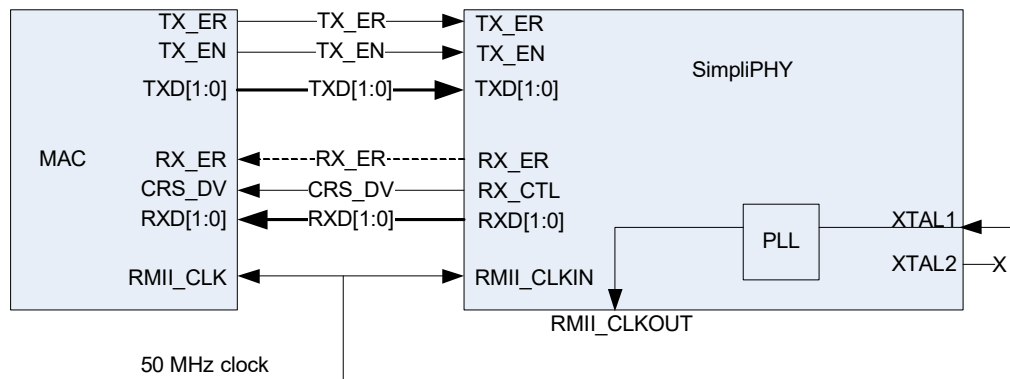 TX_ER TX_ER TX_ER
TX_EN TX_EN TX_EN
SimpliPHY
TXD[1:0] TXD[1:0] TXD[1:0]
MAC
RX_ER RX_ER RX_ER
CRS_DV CRS_DV RX_CTL
RXD[1:0] RXD[1:0] RXD[1:0]
XTAL1
PLL
XTAL2 X
RMII_CLK RMII_CLKIN
RMII_CLKOUT
50 MHz clock